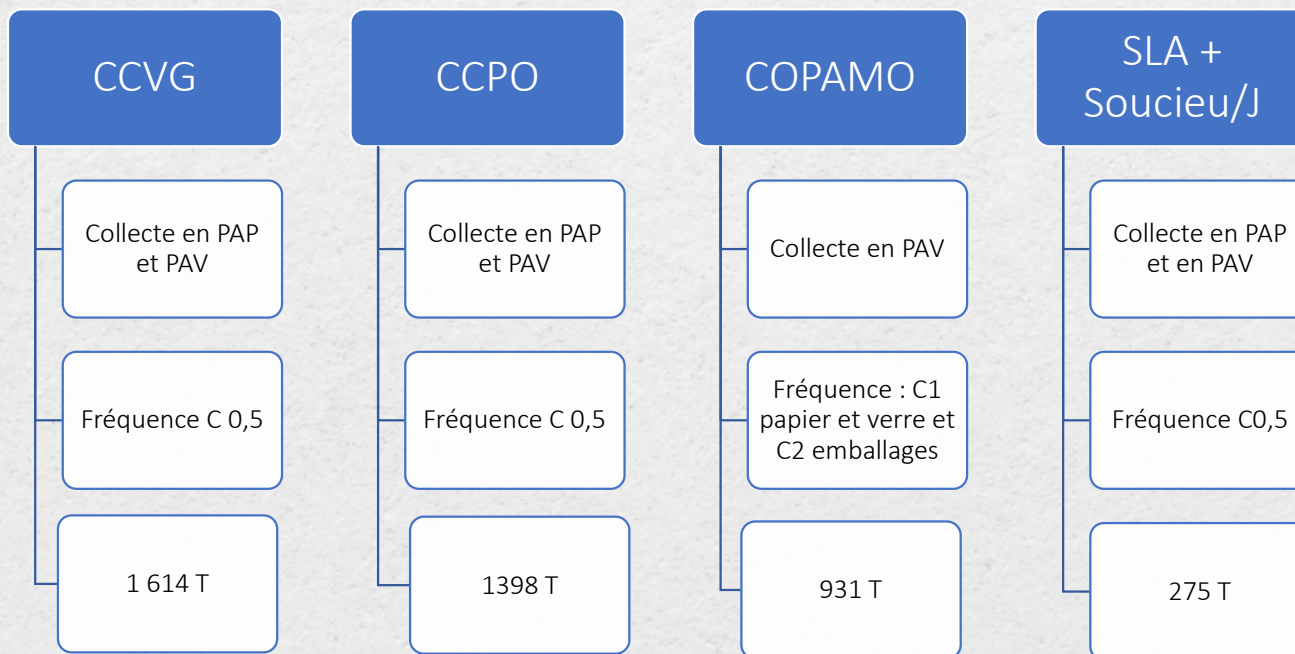 CCVG
Collecte en PAP
et PAV
Fréquence C 0,5
1 614 T
CCPO
Collecte en PAP
et PAV
Fréquence C 0,5
1398 T
COPAMO
Collecte en PAV
Fréquence : C1
papier et verre et
C2 emballages
931 T
SLA +
Soucieu/J
Collecte en PAP
et en PAV
Fréquence C0,5
275 T